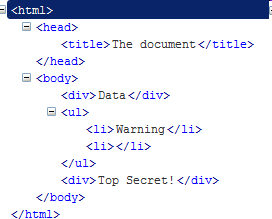 <html>
<head>
<title>The document</title>
</head>
<body>
<div>Data</div>
<ul>
<li>Warning</li>
<li></li>
</ul>
<div>Top Secret!</div>
</body>
</html>